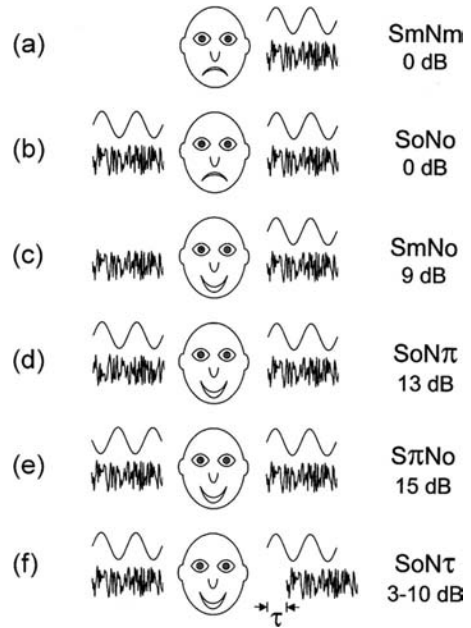 (a)
SmNm
0 dB
(b)
SoNo
0 dB
(c)
SmNo
9 dB
(d)
SoNπ
13 dB
(e)
SπNo
15 dB
(f)
SoNτ
3-10 dB
τ